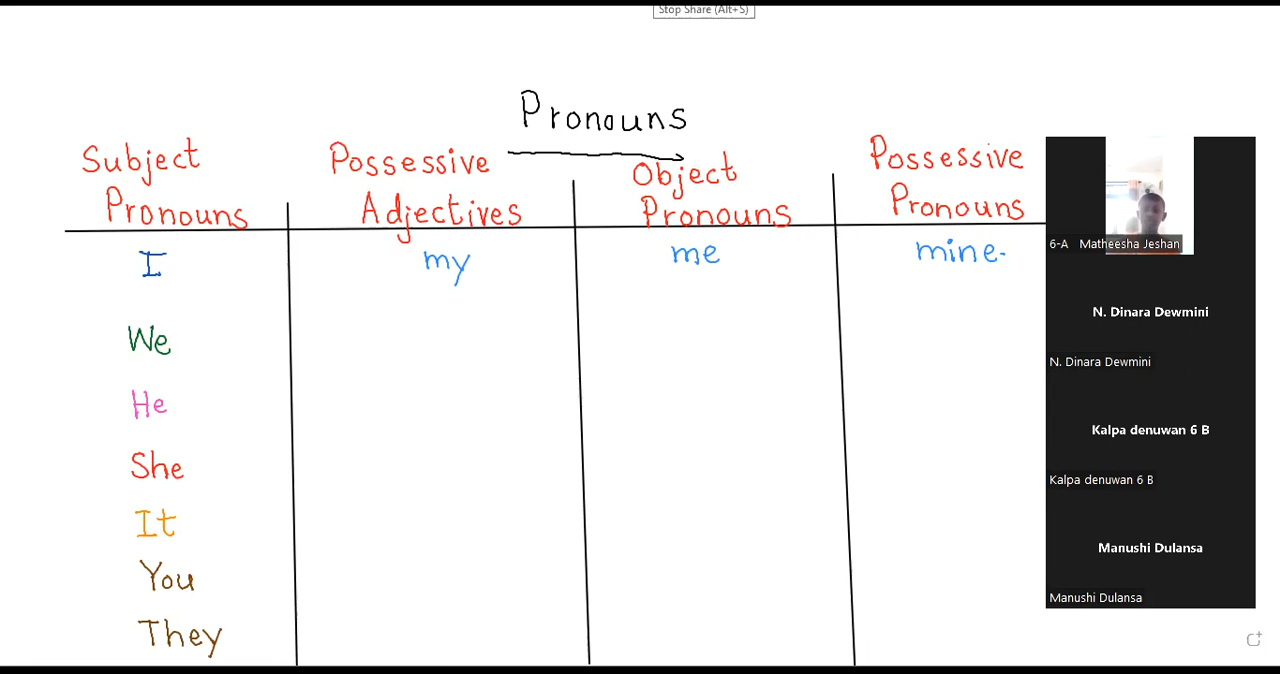 Stop Share (Alt+S)
Pronouns
Subject Pronouns
Possessive Adjectives
Object Pronouns
Possessive Pronouns
I my me mine.
We
He
She
It
You
They
6-A Matheesha Jeshan
N. Dinara Dewmini
N. Dinara Dewmini
Kalpa denuwan 6 B
Kalpa denuwan 6 B
Manushi Dulansa
Manushi Dulansa